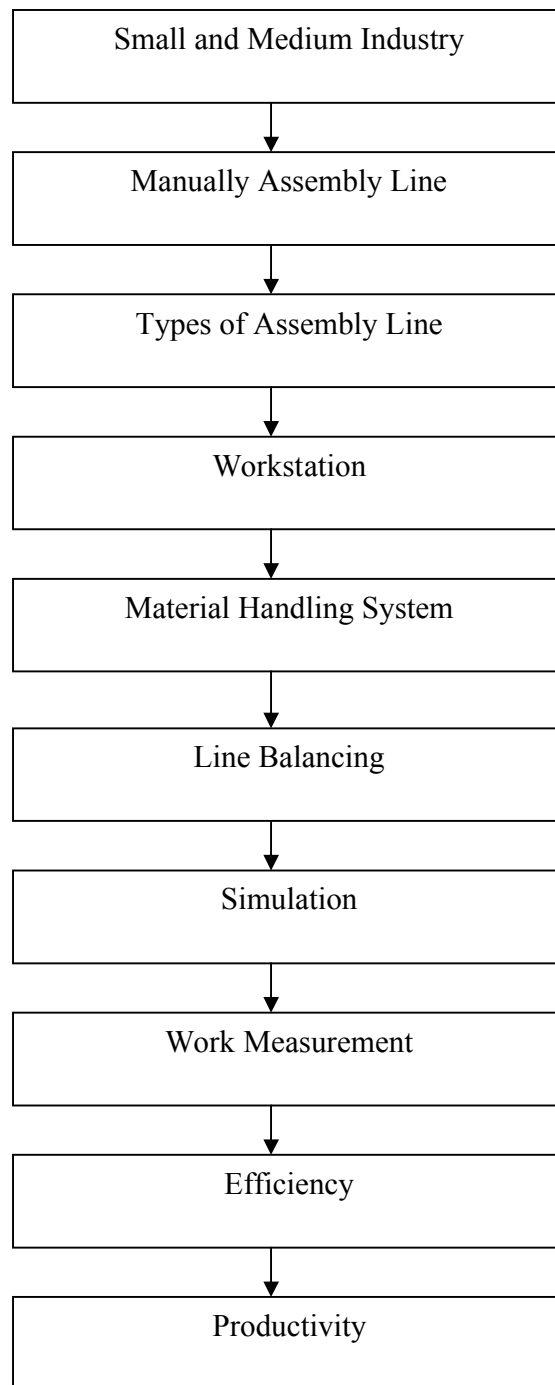 Small and Medium Industry
Manually Assembly Line
Types of Assembly Line
Workstation
Material Handling System
Line Balancing
Simulation
Work Measurement
Efficiency
Productivity